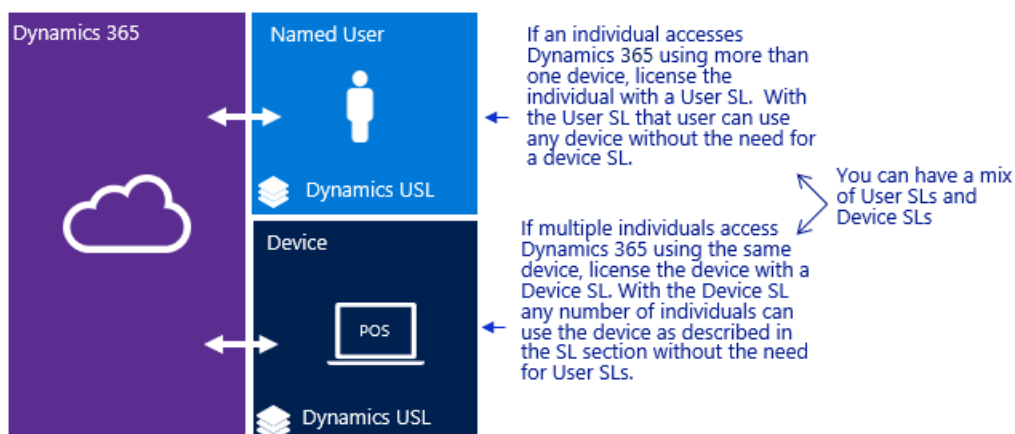 Dynamics 365
Named User
Dynamics USL
If an individual accesses
Dynamics 365 using more than
one device, license the
individual with a User SL.  With
the User SL that user can use
any device without the need for
a device SL.
You can have a mix
of User SLs and
Device SLs
Device
POS
Dynamics USL
If multiple individuals access
Dynamics 365 using the same
device, license the device with a
Device SL. With the Device SL
any number of individuals can
use the device as described in
the SL section without the need
for User SLs.